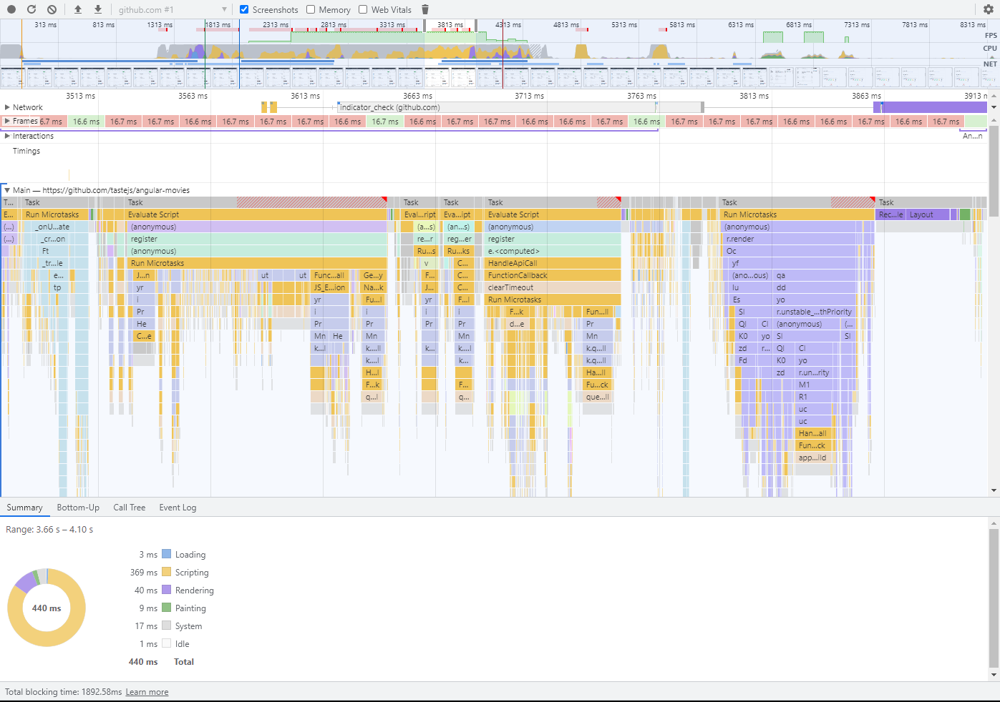 github.com #1 Screenshots Memory Web Vitals
313 ms 813 ms 1313 ms 1813 ms 2313 ms 2813 ms 3313 ms 3813 ms 4313 ms 4813 ms 5313 ms 5813 ms 6313 ms 6813 ms 7313 ms 7813 ms 8313 ms
FPS
CPU
NET
3513 ms 3563 ms 3613 ms 3663 ms 3713 ms 3763 ms 3813 ms 3863 ms 3913 m
Network indicator_check (github.com)
Frames 6.7 ms 16.6 ms 16.7 ms 16.7 ms 16.6 ms 16.7 ms 16.7 ms 16.7 ms 16.6 ms 16.7 ms 16.6 ms 16.7 ms 16.7 ms 16.6 ms 16.6 ms 16.7 ms 16.6 ms 16.7 ms 16.7 ms 16.7 ms 16.6 ms 16.6 ms 16.7 ms 16.6 ms 16.7 ms
Interactions An...n
Timings
Main — https://github.com/tastejs/angular-movies
T... Task Task Task Task Task Task Task
E... Run Microtasks Evaluate Script Eval...ript Eva...ipt Evaluate Script Run Microtasks Rec...le Layout
(...) _onU...ate (anonymous) (a...s) (an...s) (anonymous) (anonymous)
(...) _cr...on register re...r reg...er register r.render
Ft (anonymous) Ru...s Ru...ks e.<computed> Oc
_tr...le Run Microtasks v C... HandleApiCall yf
e... J...n ut ut Func...all Ge...y F... C... FunctionCallback (ano...ous) qa
tp yr JS_E...ion Na...k J... C... clearTimeout lu dd
i yr Fu...l yr F...l Run Microtasks Es yo
Pr i i i i F...k Fun...ll Sl r.unstable_...thPriority
He Pr Pr Pr Pr d...e Pr Ql Cl (anonymous) (...
C...e Mn He Mn Mn Mn K0 yo Sl Sl
k...l k....ll k... k....l k.q...ll zd r... Qi Cl
k....l k... k.q...ll Fd K0 yo
H...l Ha...ll zd r.un...rity
F...k F... Fu...ck M1
q...l q... que...ll R1
uc
uc
Han...all
Fun...ck
app...ild
Summary Bottom-Up Call Tree Event Log
Range: 3.66 s – 4.10 s
3 ms Loading
369 ms Scripting
40 ms Rendering
440 ms
9 ms Painting
17 ms System
1 ms Idle
440 ms Total
Total blocking time: 1892.58ms Learn more